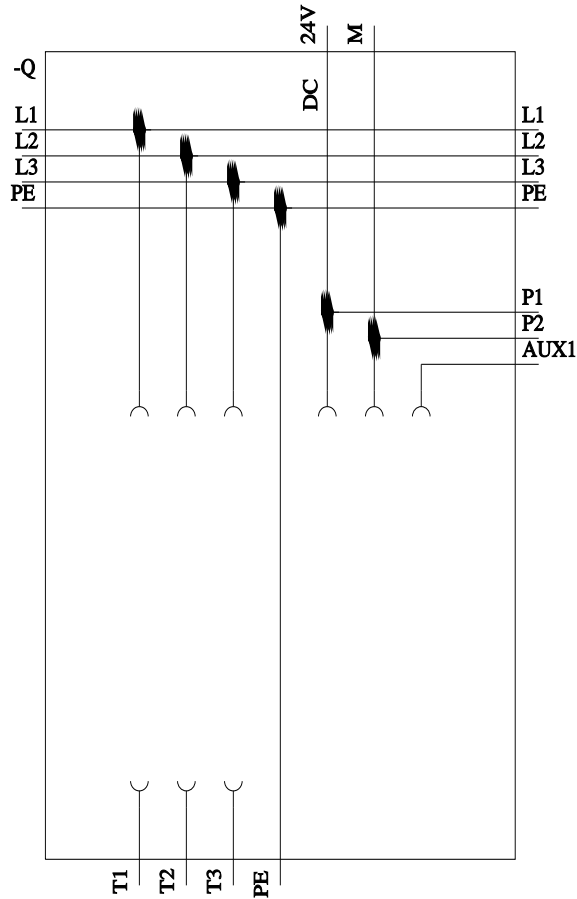 24V M
-Q
DC
L1 L1
L2 L2
L3 L3
PE PE
P1
P2
AUX1
T1 T2 T3 PE